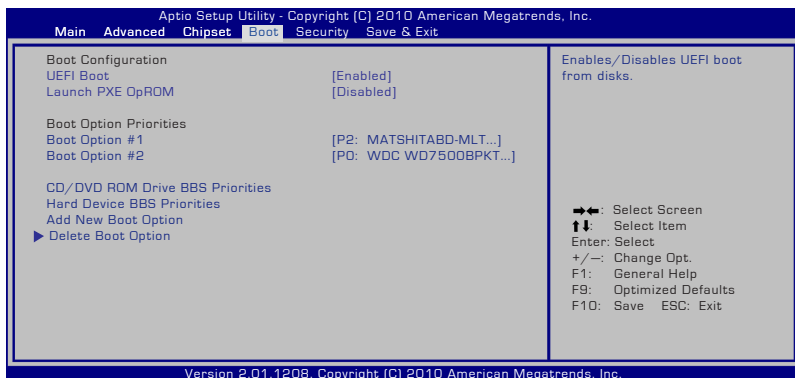 Aptio Setup Utility - Copyright (C) 2010 American Megatrends, Inc.
Main Advanced Chipset Boot Security Save & Exit
Boot Configuration
UEFI Boot [Enabled]
Launch PXE OpROM [Disabled]
Boot Option Priorities
Boot Option #1 [P2: MATSHITABD-MLT...]
Boot Option #2 [P0: WDC WD7500BPKT...]
CD/DVD ROM Drive BBS Priorities
Hard Device BBS Priorities
Add New Boot Option
Delete Boot Option
Enables/Disables UEFI boot
from disks.
→←: Select Screen
↑↓: Select Item
Enter: Select
+/—: Change Opt.
F1: General Help
F9: Optimized Defaults
F10: Save ESC: Exit
Version 2.01.1208. Copyright (C) 2010 American Megatrends, Inc.